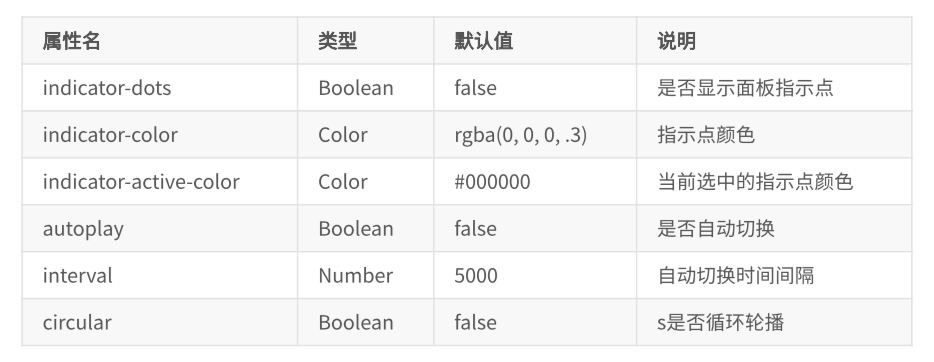 属性名 类型 默认值 说明
indicator-dots Boolean false 是否显示面板指示点
indicator-color Color rgba(0, 0, 0, .3) 指示点颜色
indicator-active-color Color #000000 当前选中的指示点颜色
autoplay Boolean false 是否自动切换
interval Number 5000 自动切换时间间隔
circular Boolean false s是否循环轮播